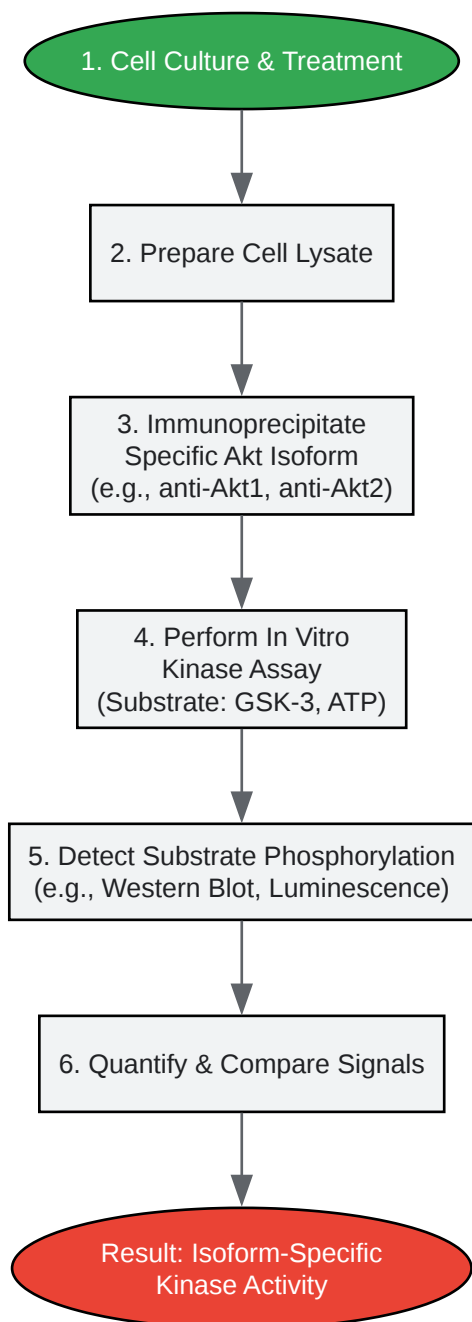 1. Cell Culture & Treatment
2. Prepare Cell Lysate
3. Immunoprecipitate
Specific Akt Isoform
(e.g., anti-Akt1, anti-Akt2)
4. Perform In Vitro
Kinase Assay
(Substrate: GSK-3, ATP)
5. Detect Substrate Phosphorylation
(e.g., Western Blot, Luminescence)
6. Quantify & Compare Signals
Result: Isoform-Specific
Kinase Activity